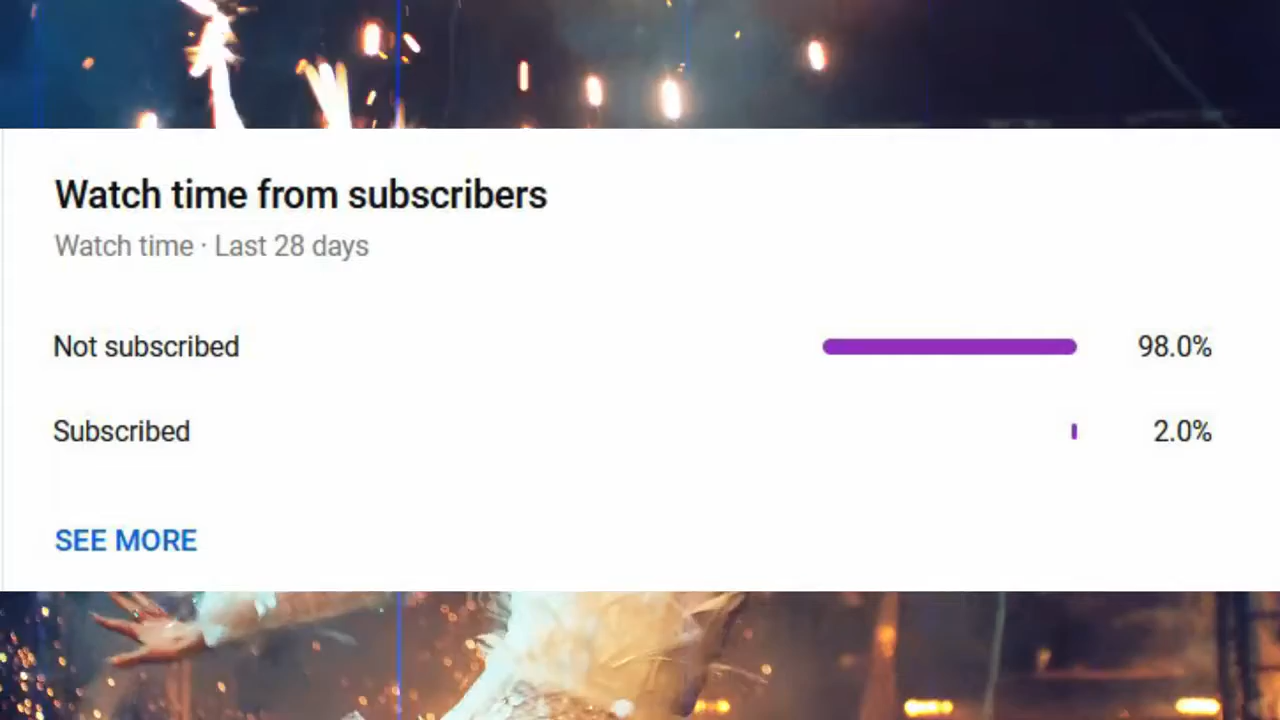 Watch time from subscribers
Watch time · Last 28 days
Not subscribed 98.0%
Subscribed 2.0%
SEE MORE